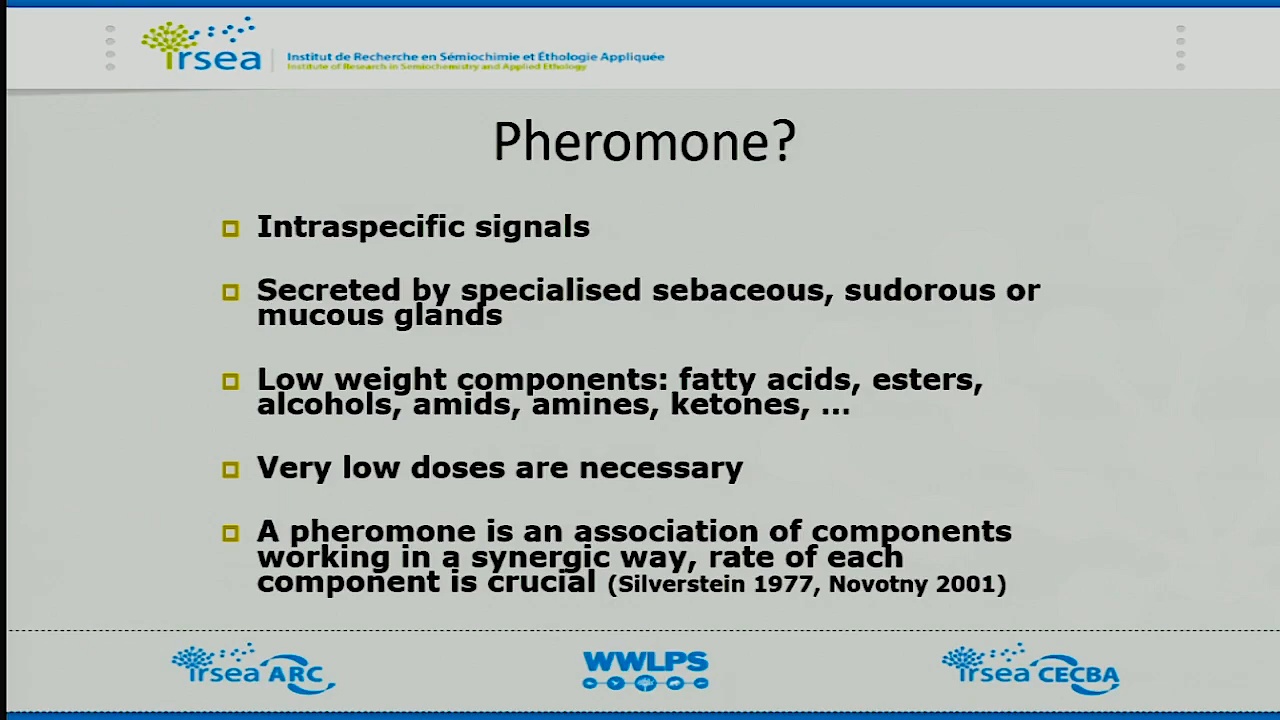 irsea
Institut de Recherche en Sémiochimie et Éthologie Appliquée
Institute of Research in Semiochemistry and Applied Ethology
Pheromone?
Intraspecific signals
Secreted by specialised sebaceous, sudorous or
mucous glands
Low weight components: fatty acids, esters,
alcohols, amids, amines, ketones, ...
Very low doses are necessary
A pheromone is an association of components
working in a synergic way, rate of each
component is crucial (Silverstein 1977, Novotny 2001)
irsea ARC
WWLPS
irsea CECBA